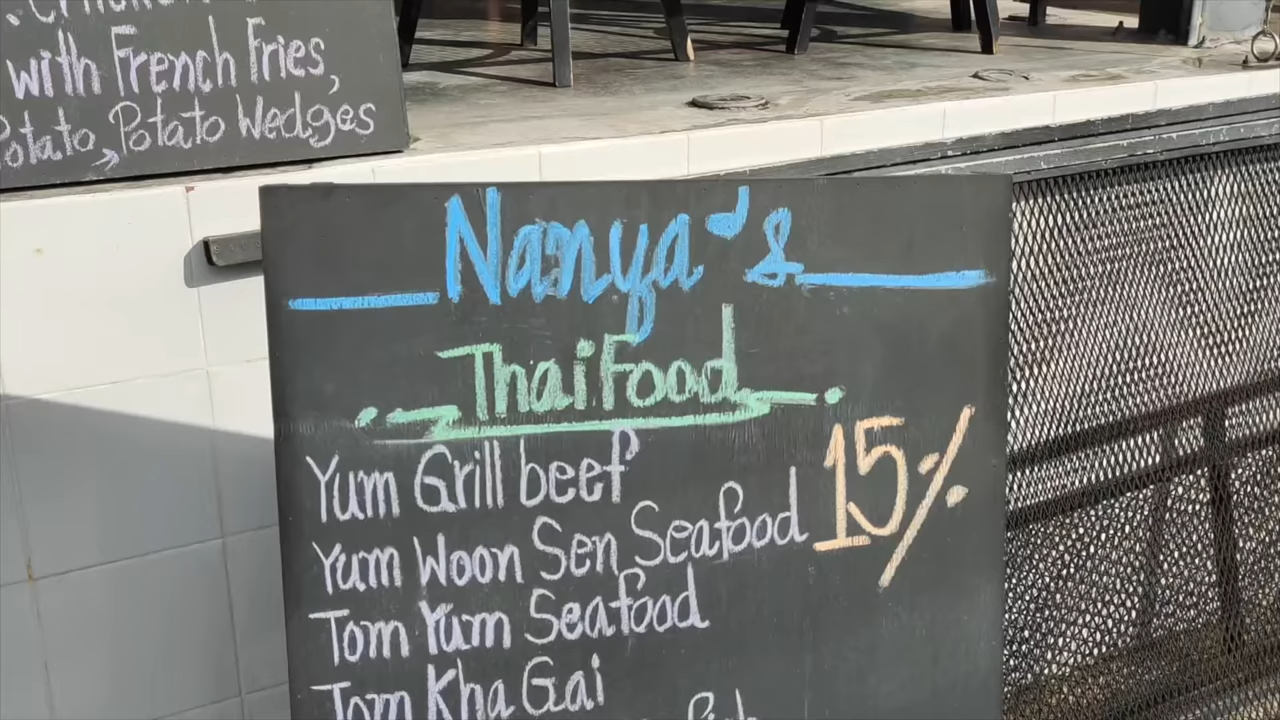 with French Fries,
Potato, Potato Wedges
Nanya's
Thai Food
Yum Grill beef
15%
Yum Woon Sen Seafood
Tom Yum Seafood
Tom Kha Gai